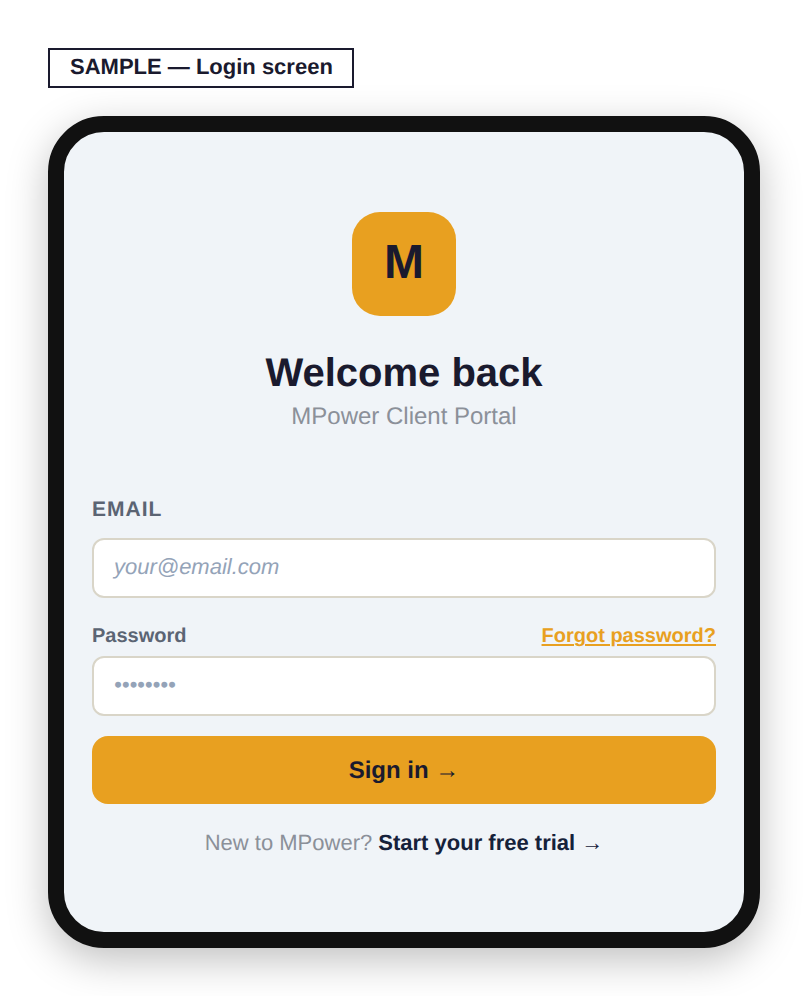 SAMPLE — Login screen
M
Welcome back
MPower Client Portal
EMAIL
your@email.com
Password Forgot password?
••••••••
Sign in →
New to MPower? Start your free trial →